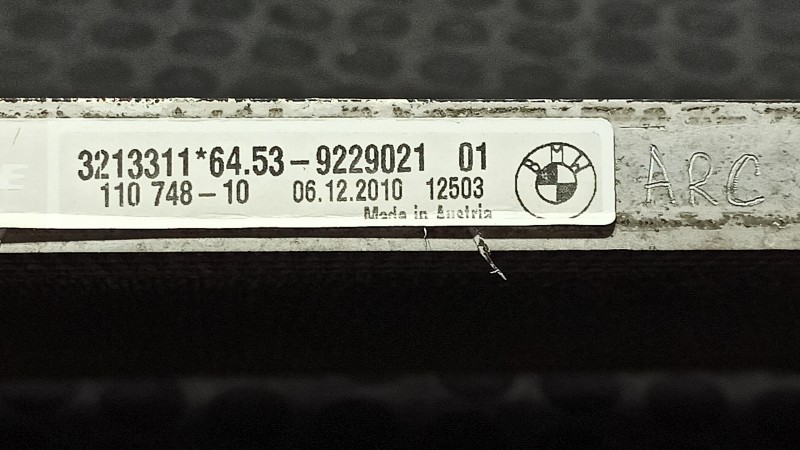 3213311*64.53-9229021 01
110 748-10 06.12.2010 12503
Made in Austria
BMW
ARC
E